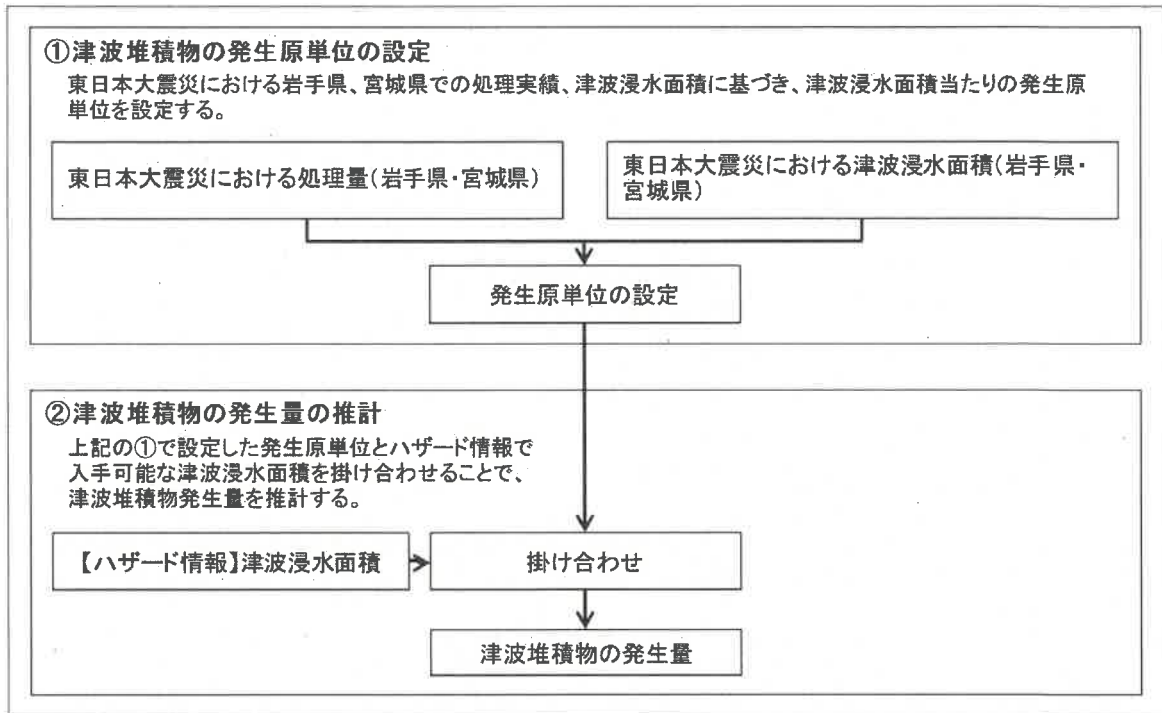 ①津波堆積物の発生原単位の設定
東日本大震災における岩手県、宮城県での処理実績、津波浸水面積に基づき、津波浸水面積当たりの発生原
単位を設定する。
東日本大震災における処理量(岩手県・宮城県)
東日本大震災における津波浸水面積(岩手県・
宮城県)
発生原単位の設定
②津波堆積物の発生量の推計
上記の①で設定した発生原単位とハザード情報で
入手可能な津波浸水面積を掛け合わせることで、
津波堆積物発生量を推計する。
【ハザード情報】津波浸水面積
掛け合わせ
津波堆積物の発生量